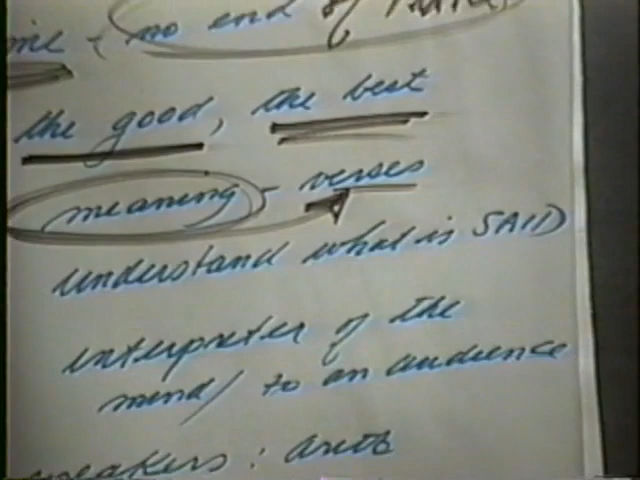 no end of
the good, the best
meaning - verses
understand what is SAID
interpreter of the
mind/ to an audience
speakers: arete